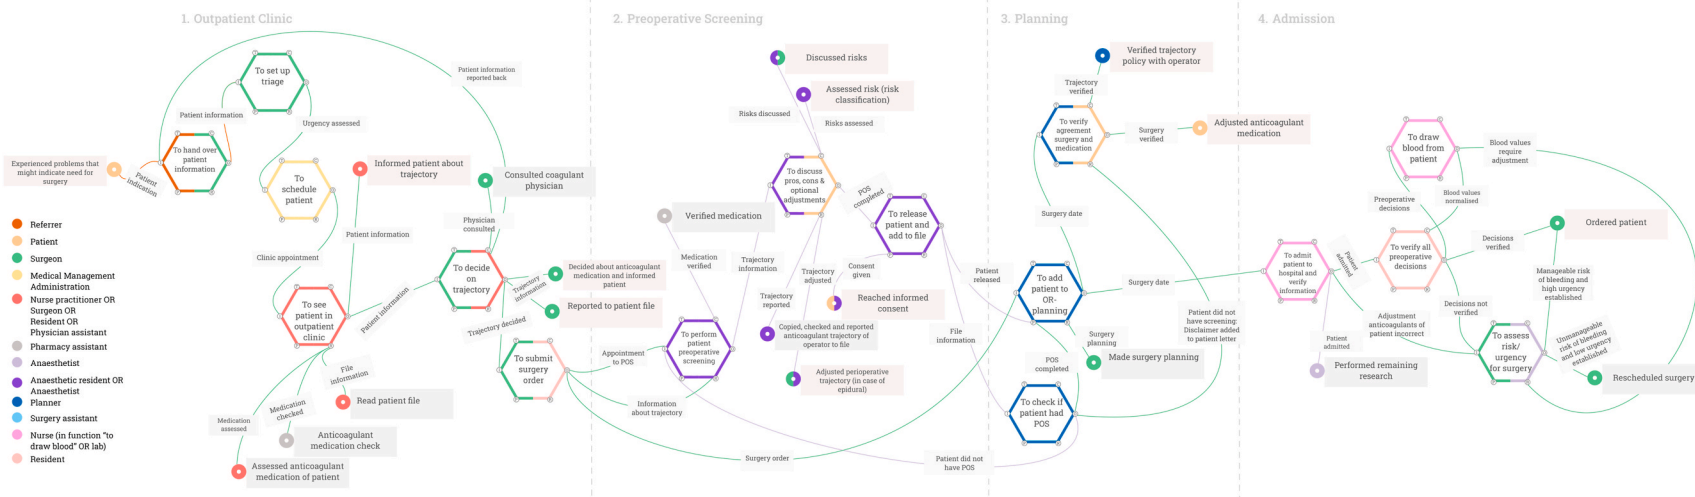 1. Outpatient Clinic
2. Preoperative Screening
3. Planning
4. Admission
To set up
triage
Patient information
reported back
Patient information
Urgency assessed
To hand over
patient
information
Experienced problems that
might indicate need for
surgery
Patient
indication
To
schedule
patient
Informed patient about
trajectory
Consulted coagulant
physician
Physician
consulted
Patient information
Clinic appointment
To see
patient in
outpatient
clinic
Patient information
To decide
on
trajectory
Trajectory
information
Decided about anticoagulant
medication and informed
patient
Reported to patient file
Trajectory decided
To submit
surgery
order
File
information
Read patient file
Medication
checked
Medication
assessed
Anticoagulant
medication check
Assessed anticoagulant
medication of patient
Referrer
Patient
Surgeon
Medical Management
Administration
Nurse practitioner OR
Surgeon OR
Resident OR
Physician assistant
Pharmacy assistant
Anaesthetist
Anaesthetic resident OR
Anaesthetist
Planner
Surgery assistant
Nurse (in function "to
draw blood" OR lab)
Resident
Discussed risks
Assessed risk (risk
classification)
Risks discussed
Risks assessed
To discuss
pros, cons &
optional
adjustments
POS
completed
Verified medication
To release
patient and
add to file
Medication
verified
Trajectory
information
Trajectory
adjusted
Consent
given
Reached informed
consent
Trajectory
reported
Copied, checked and reported
anticoagulant trajectory of
operator to file
To perform
patient
preoperative
screening
Appointment
to POS
Adjusted perioperative
trajectory (in case of
epidural)
Information
about trajectory
Surgery order
Patient did not
have POS
Patient
released
File
information
Verified trajectory
policy with operator
Trajectory
verified
To verify
agreement
surgery and
medication
Surgery
verified
Adjusted anticoagulant
medication
Surgery date
To add
patient to
OR-
planning
Surgery date
Surgery
planning
Made surgery planning
POS
completed
To check if
patient had
POS
Patient did not
have screening:
Disclaimer added
to patient letter
To draw
blood from
patient
Blood values
require
adjustment
Blood values
normalised
Preoperative
decisions
Ordered patient
To verify all
preoperative
decisions
Decisions
verified
To admit
patient to
hospital and
verify
information
Patient
admitted
Manageable risk
of bleeding and
high urgency
established
Decisions not
verified
Adjustment
anticoagulants of
patient incorrect
Patient
admitted
Performed remaining
research
To assess
risk/
urgency
for surgery
Unmanageable
risk of bleeding
and low urgency
established
Rescheduled surgery